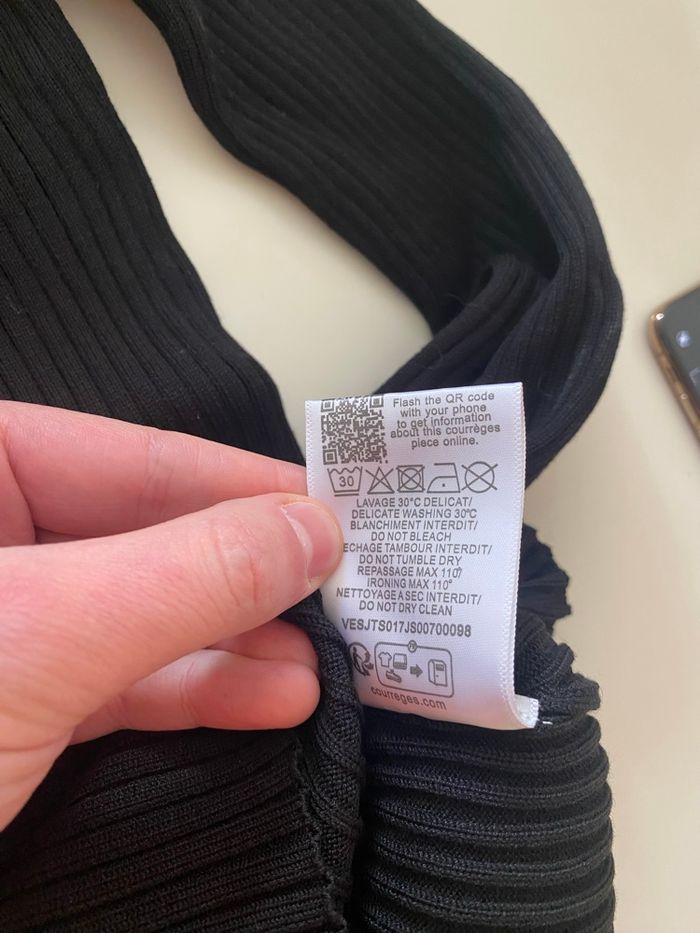 Flash the QR code
with your phone
to get information
about this courrèges
piece online.
30
LAVAGE 30°C DELICAT/
DELICATE WASHING 30°C
BLANCHIMENT INTERDIT/
DO NOT BLEACH
ECHAGE TAMBOUR INTERDIT/
DO NOT TUMBLE DRY
REPASSAGE MAX 110°/
IRONING MAX 110°
NETTOYAGE A SEC INTERDIT/
DO NOT DRY CLEAN
VESJTS017JS00700098
FR
courreges.com